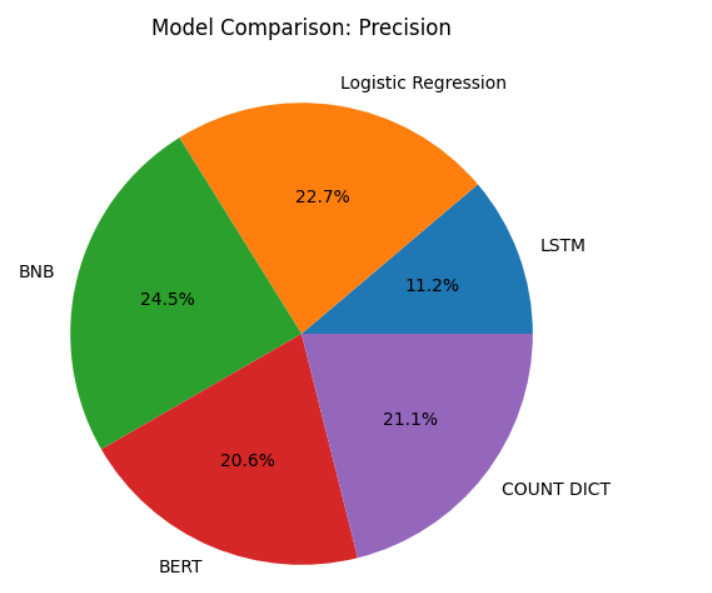 Model Comparison: Precision
Logistic Regression
22.7%
LSTM
11.2%
BNB
24.5%
21.1%
20.6%
COUNT DICT
BERT